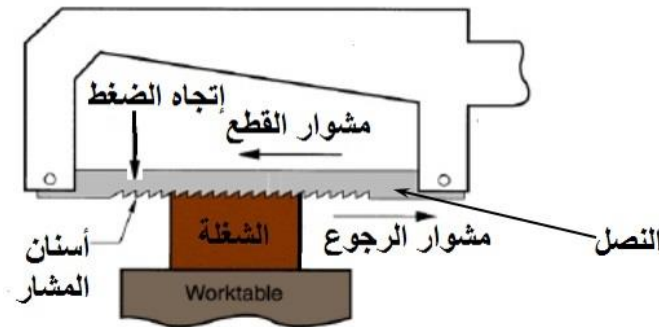 إتجاه الضغط
مشوار القطع
النصل
مشوار الرجوع
الشغلة
أسنان
المشار
Worktable